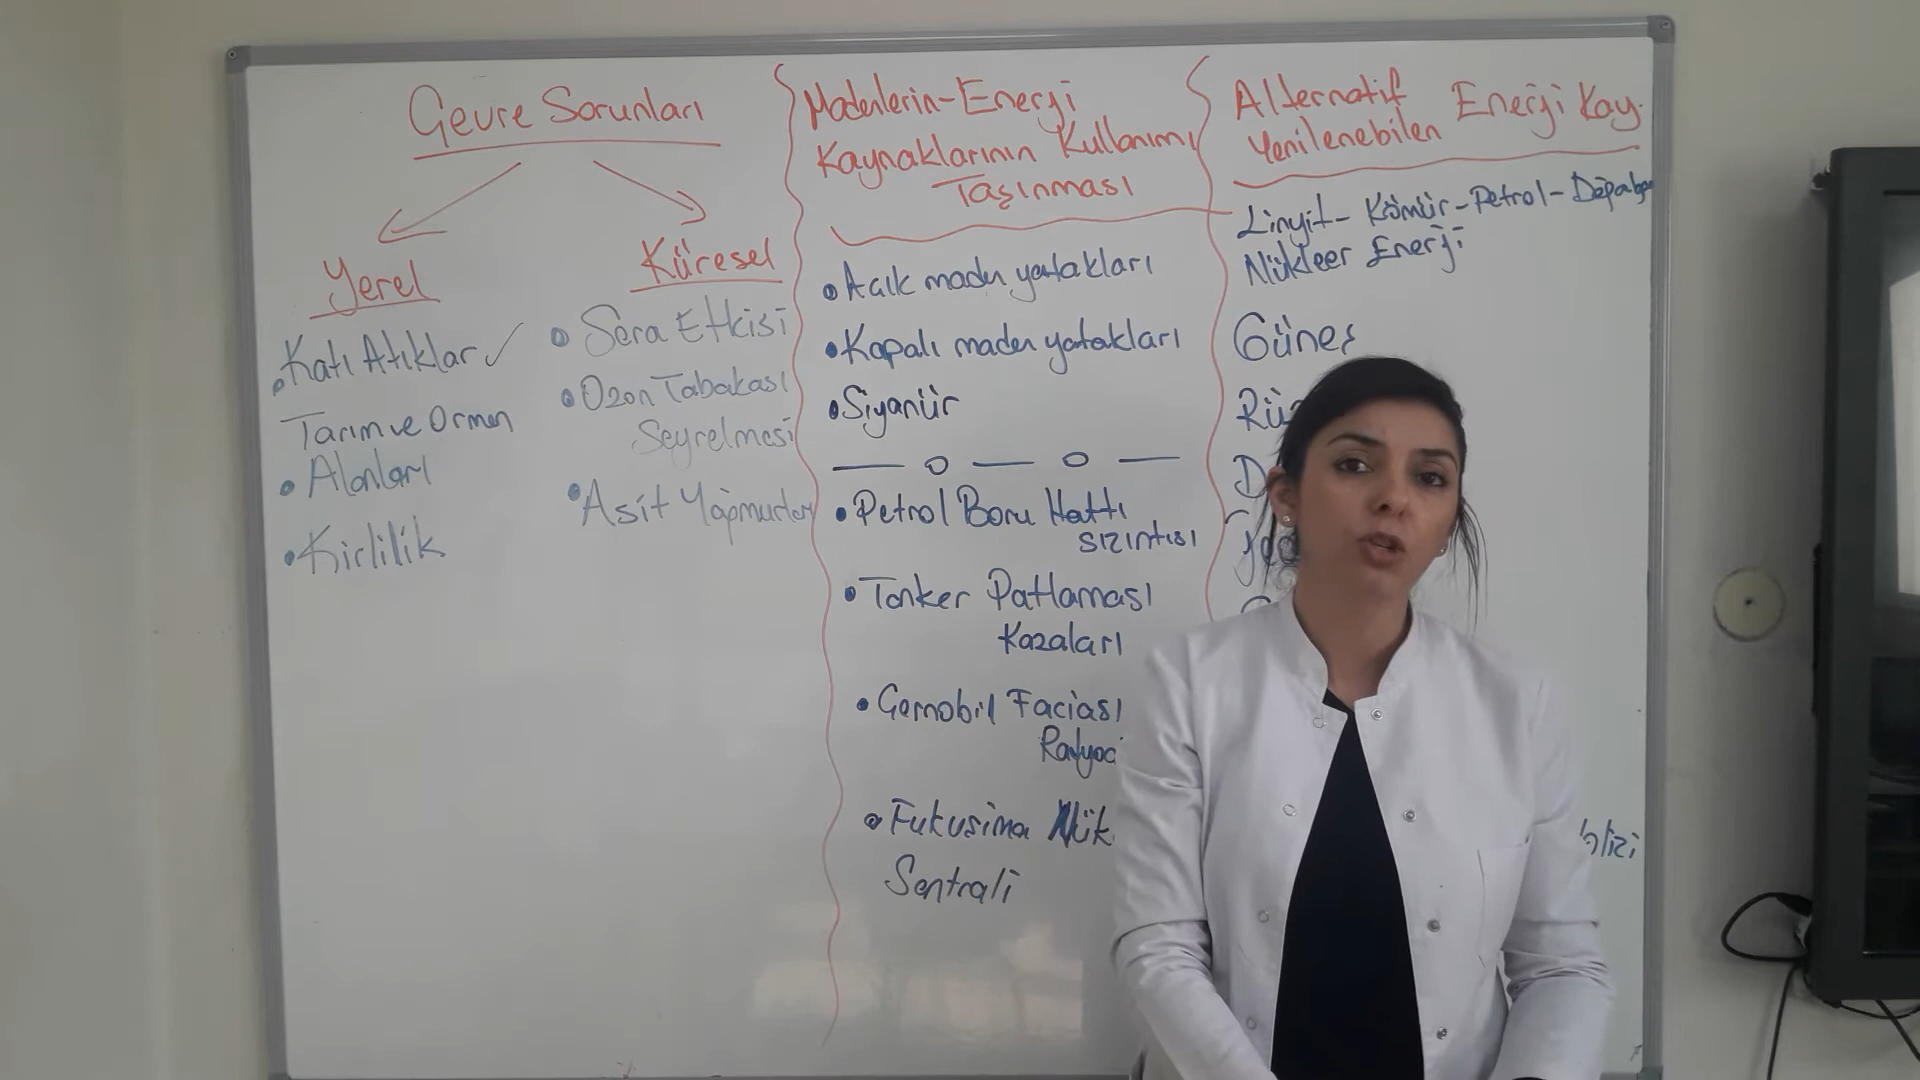 Çevre Sorunları
Yerel
Katı Atıklar ✓
Tarım ve Orman
• Alanları
• Kirlilik
Küresel
• Sera Etkisi
• Ozon Tabakası
Seyrelmesi
• Asit Yağmurları
Madenlerin-Enerji
Kaynaklarının Kullanımı
Taşınması
• Açık maden yatakları
• Kapalı maden yatakları
• Siyanür
• Petrol Boru Hattı
sızıntısı
• Tanker Patlaması
Kazaları
• Çernobil Faciası
• Fukusima
Santrali
Alternatif Enerji Kay.
Yenilenebilen
Linyit - Kömür - Petrol -
Nükleer Enerji
Güneş